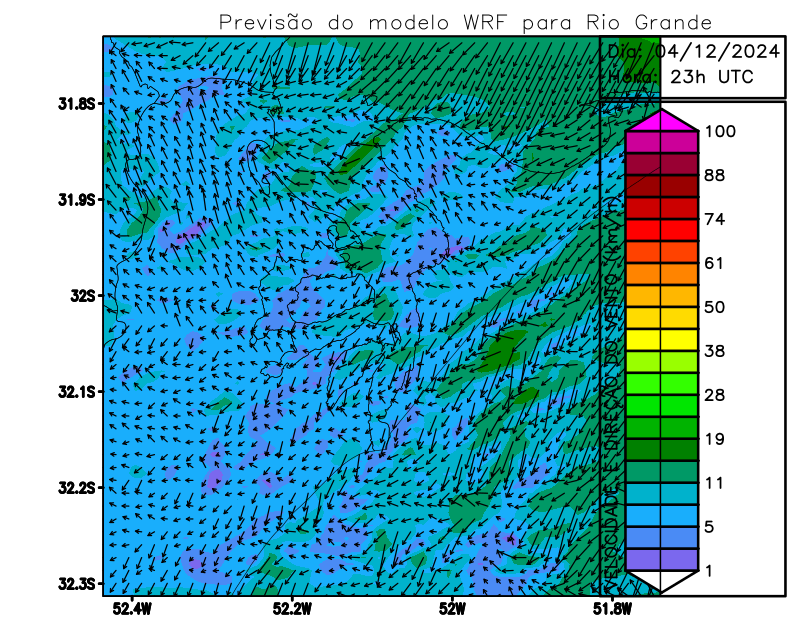 Previsão do modelo WRF para Rio Grande
Dia: 04/12/2024
Hora: 23h UTC
31.8S
31.9S
32S
32.1S
32.2S
32.3S
52.4W
52.2W
52W
51.8W
VELOCIDADE E DIREÇÃO DO VENTO (km/h)
100
88
74
61
50
38
28
19
11
5
1